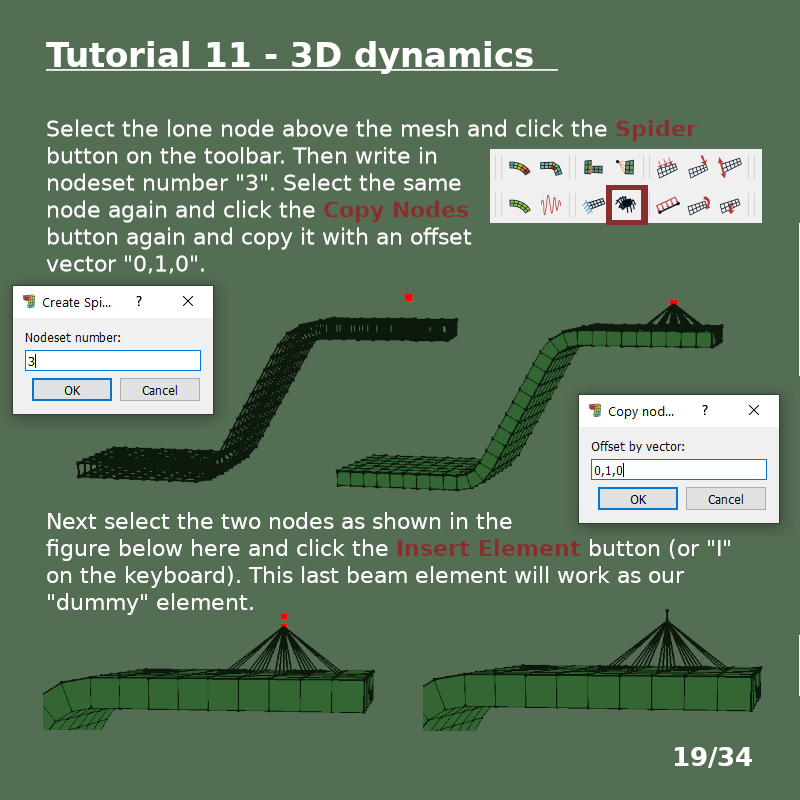 Tutorial 11 - 3D dynamics
Select the lone node above the mesh and click the Spider
button on the toolbar. Then write in
nodeset number "3". Select the same
node again and click the Copy Nodes
button again and copy it with an offset
vector "0,1,0".
Create Spi... ?
Nodeset number:
3
OK Cancel
Copy nod... ?
Offset by vector:
0,1,0
OK Cancel
Next select the two nodes as shown in the
figure below here and click the Insert Element button (or "I"
on the keyboard). This last beam element will work as our
"dummy" element.
19/34